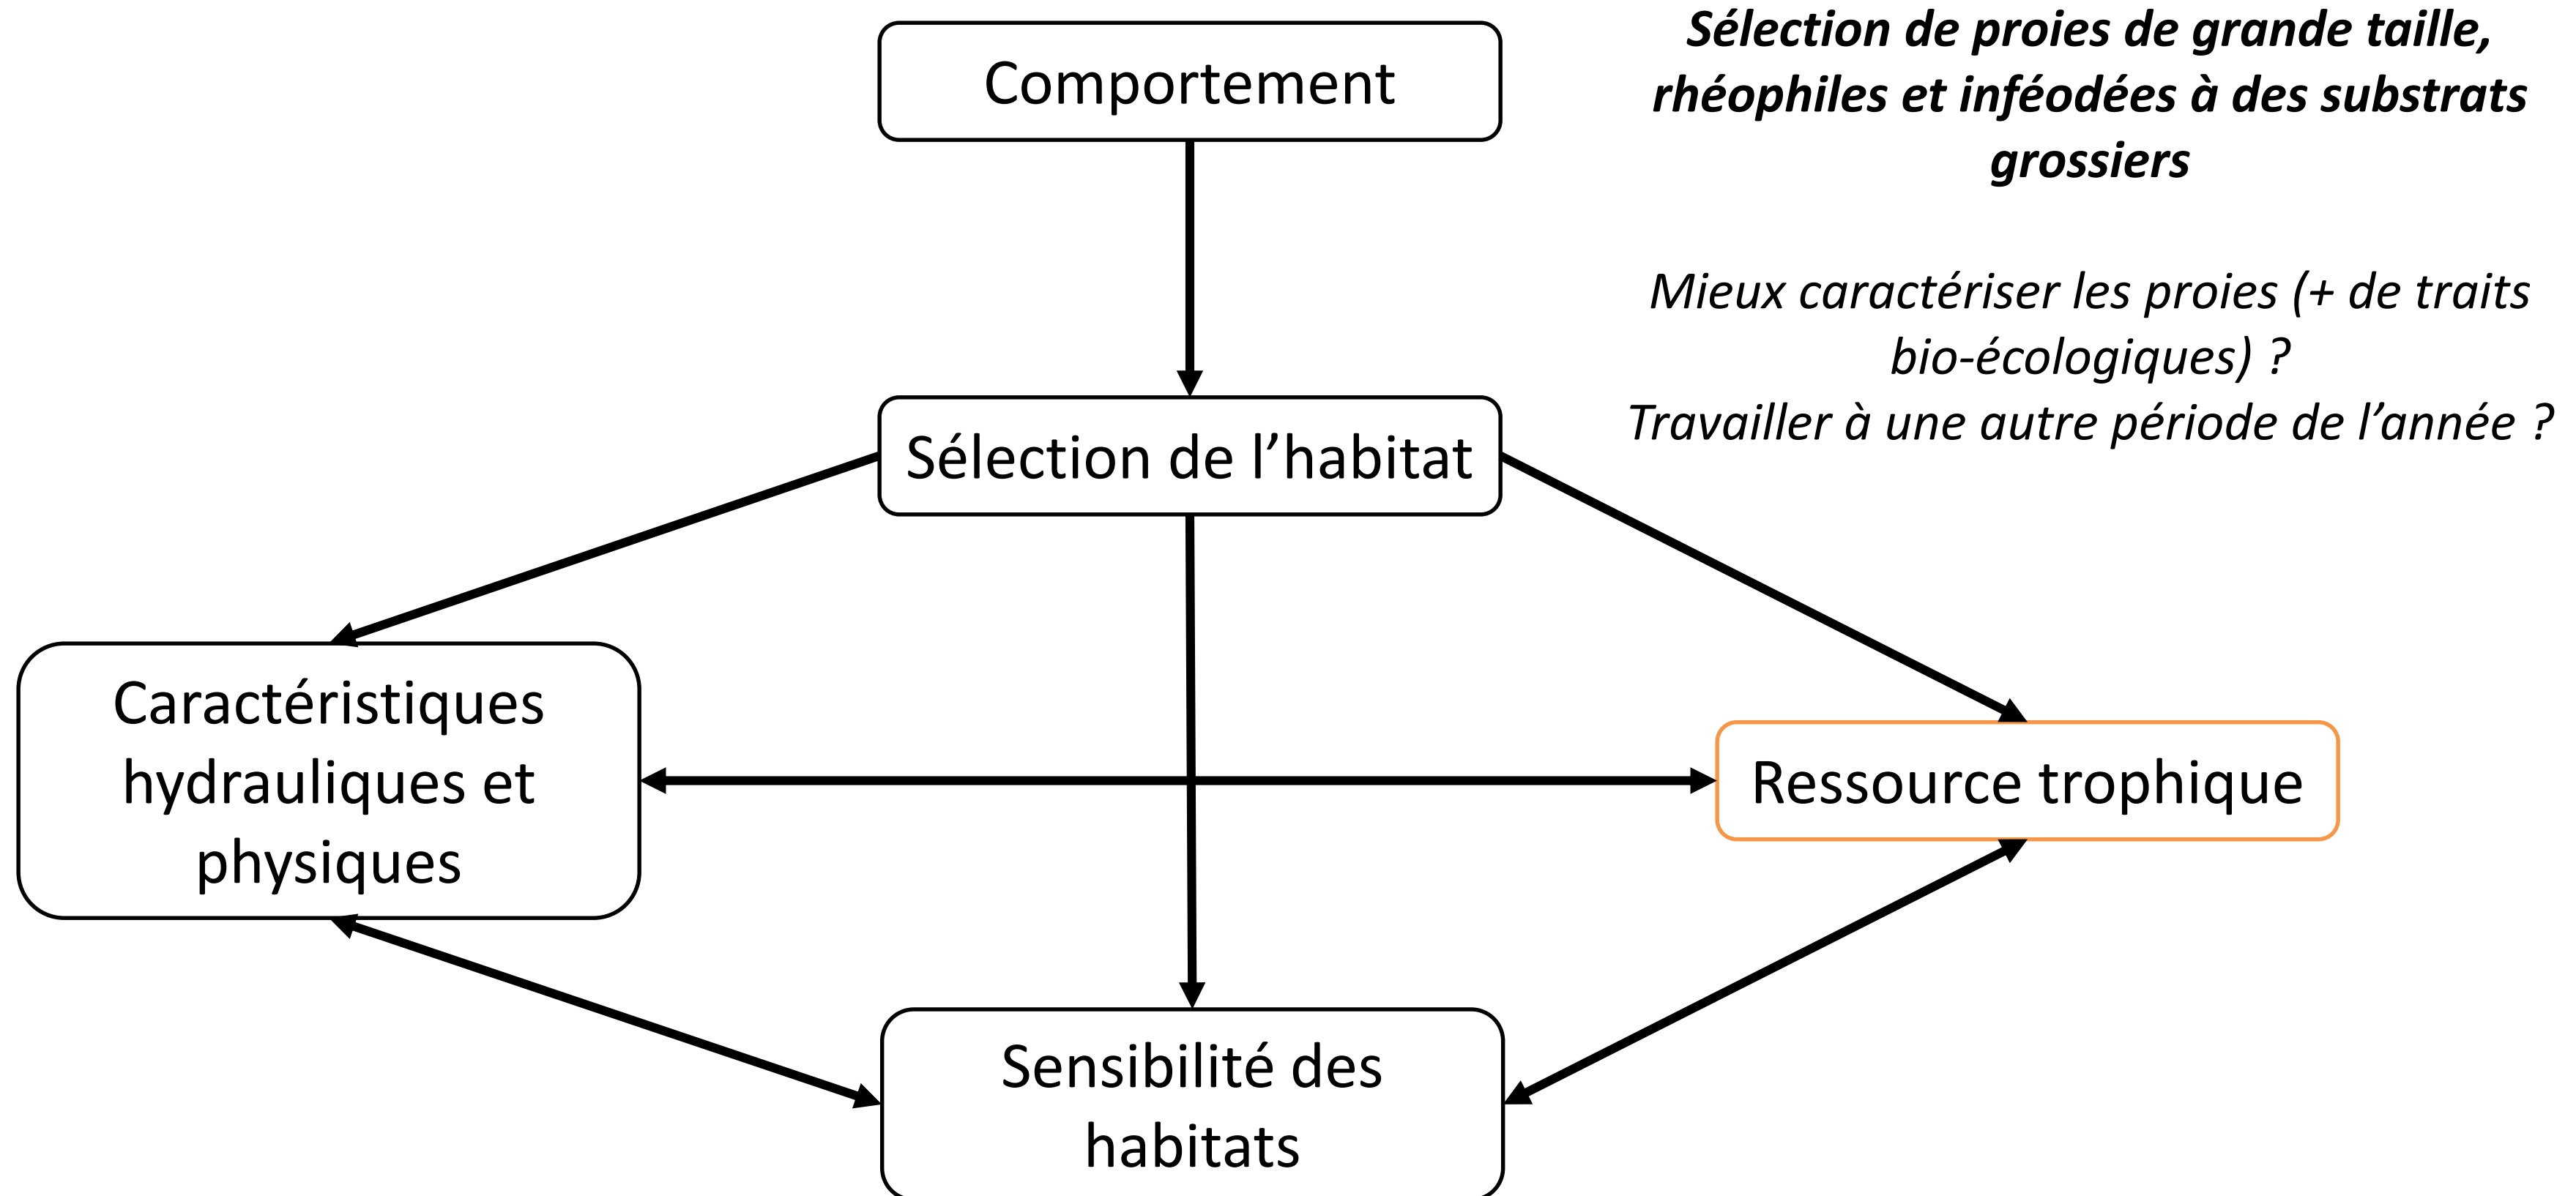 Comportement
Sélection de proies de grande taille,
rhéophiles et inféodées à des substrats
grossiers
Mieux caractériser les proies (+ de traits
bio-écologiques) ?
Travailler à une autre période de l’année ?
Sélection de l’habitat
Caractéristiques
hydrauliques et
physiques
Ressource trophique
Sensibilité des
habitats